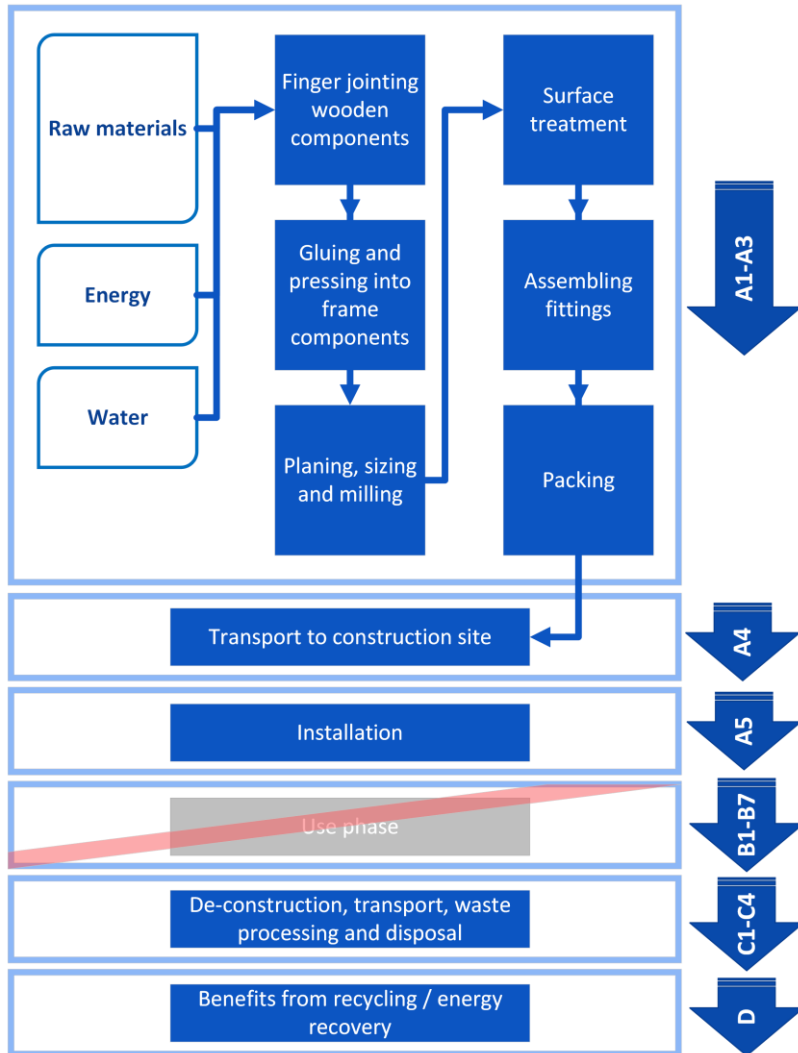 Raw materials
Energy
Water
Finger jointing
wooden
components
Gluing and
pressing into
frame
components
Planing, sizing
and milling
Surface
treatment
Assembling
fittings
Packing
A1-A3
Transport to construction site
A4
Installation
A5
Use phase
B1-B7
De-construction, transport, waste
processing and disposal
C1-C4
Benefits from recycling / energy
recovery
D